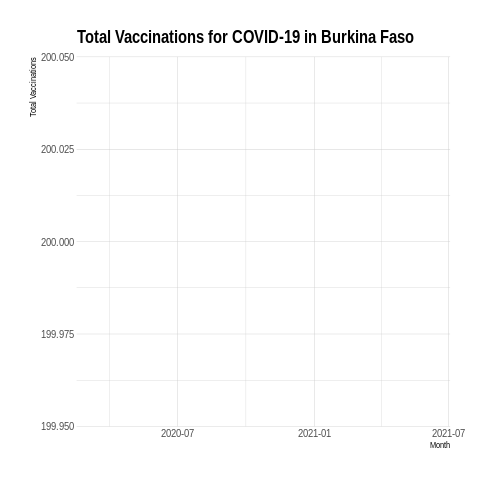 Total Vaccinations for COVID-19 in Burkina Faso
Total Vaccinations
200.050
200.025
200.000
199.975
199.950
2020-07 2021-01 2021-07
Month